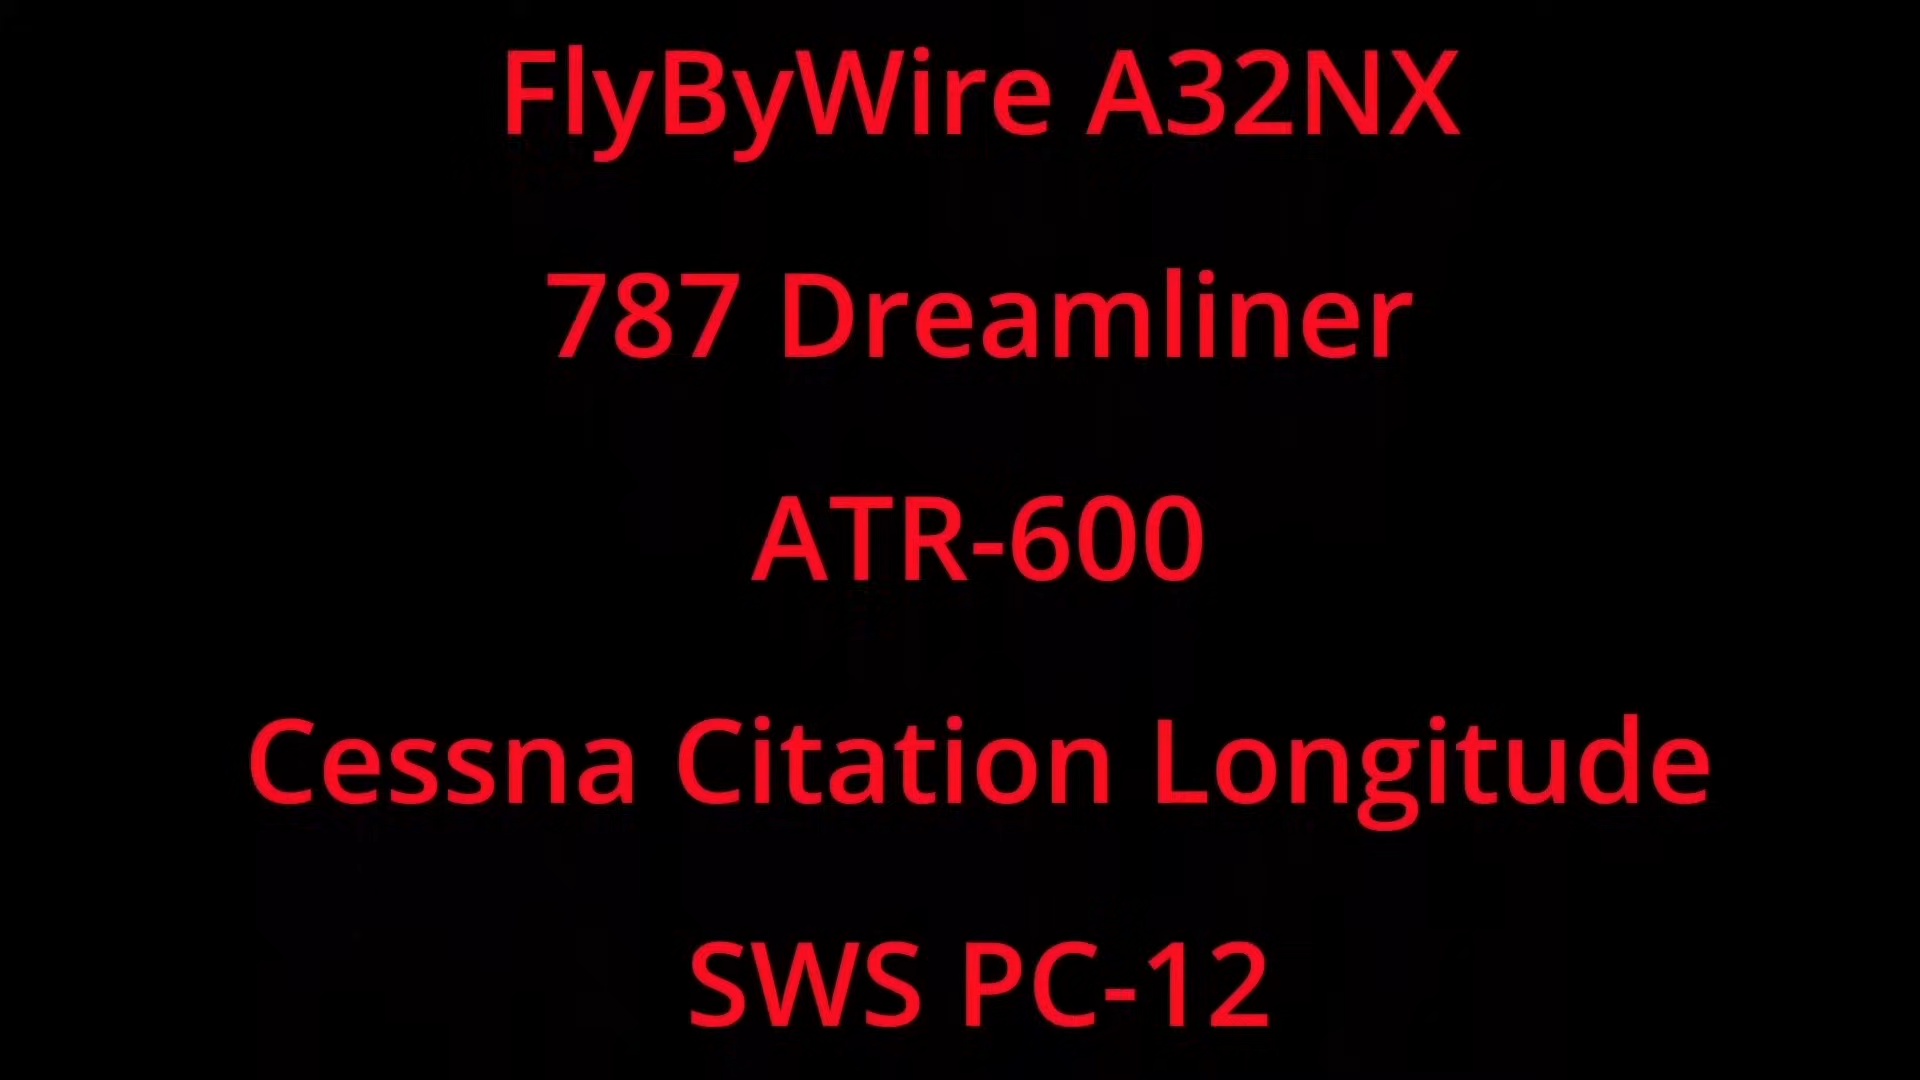 FlyByWire A32NX
787 Dreamliner
ATR-600
Cessna Citation Longitude
SWS PC-12